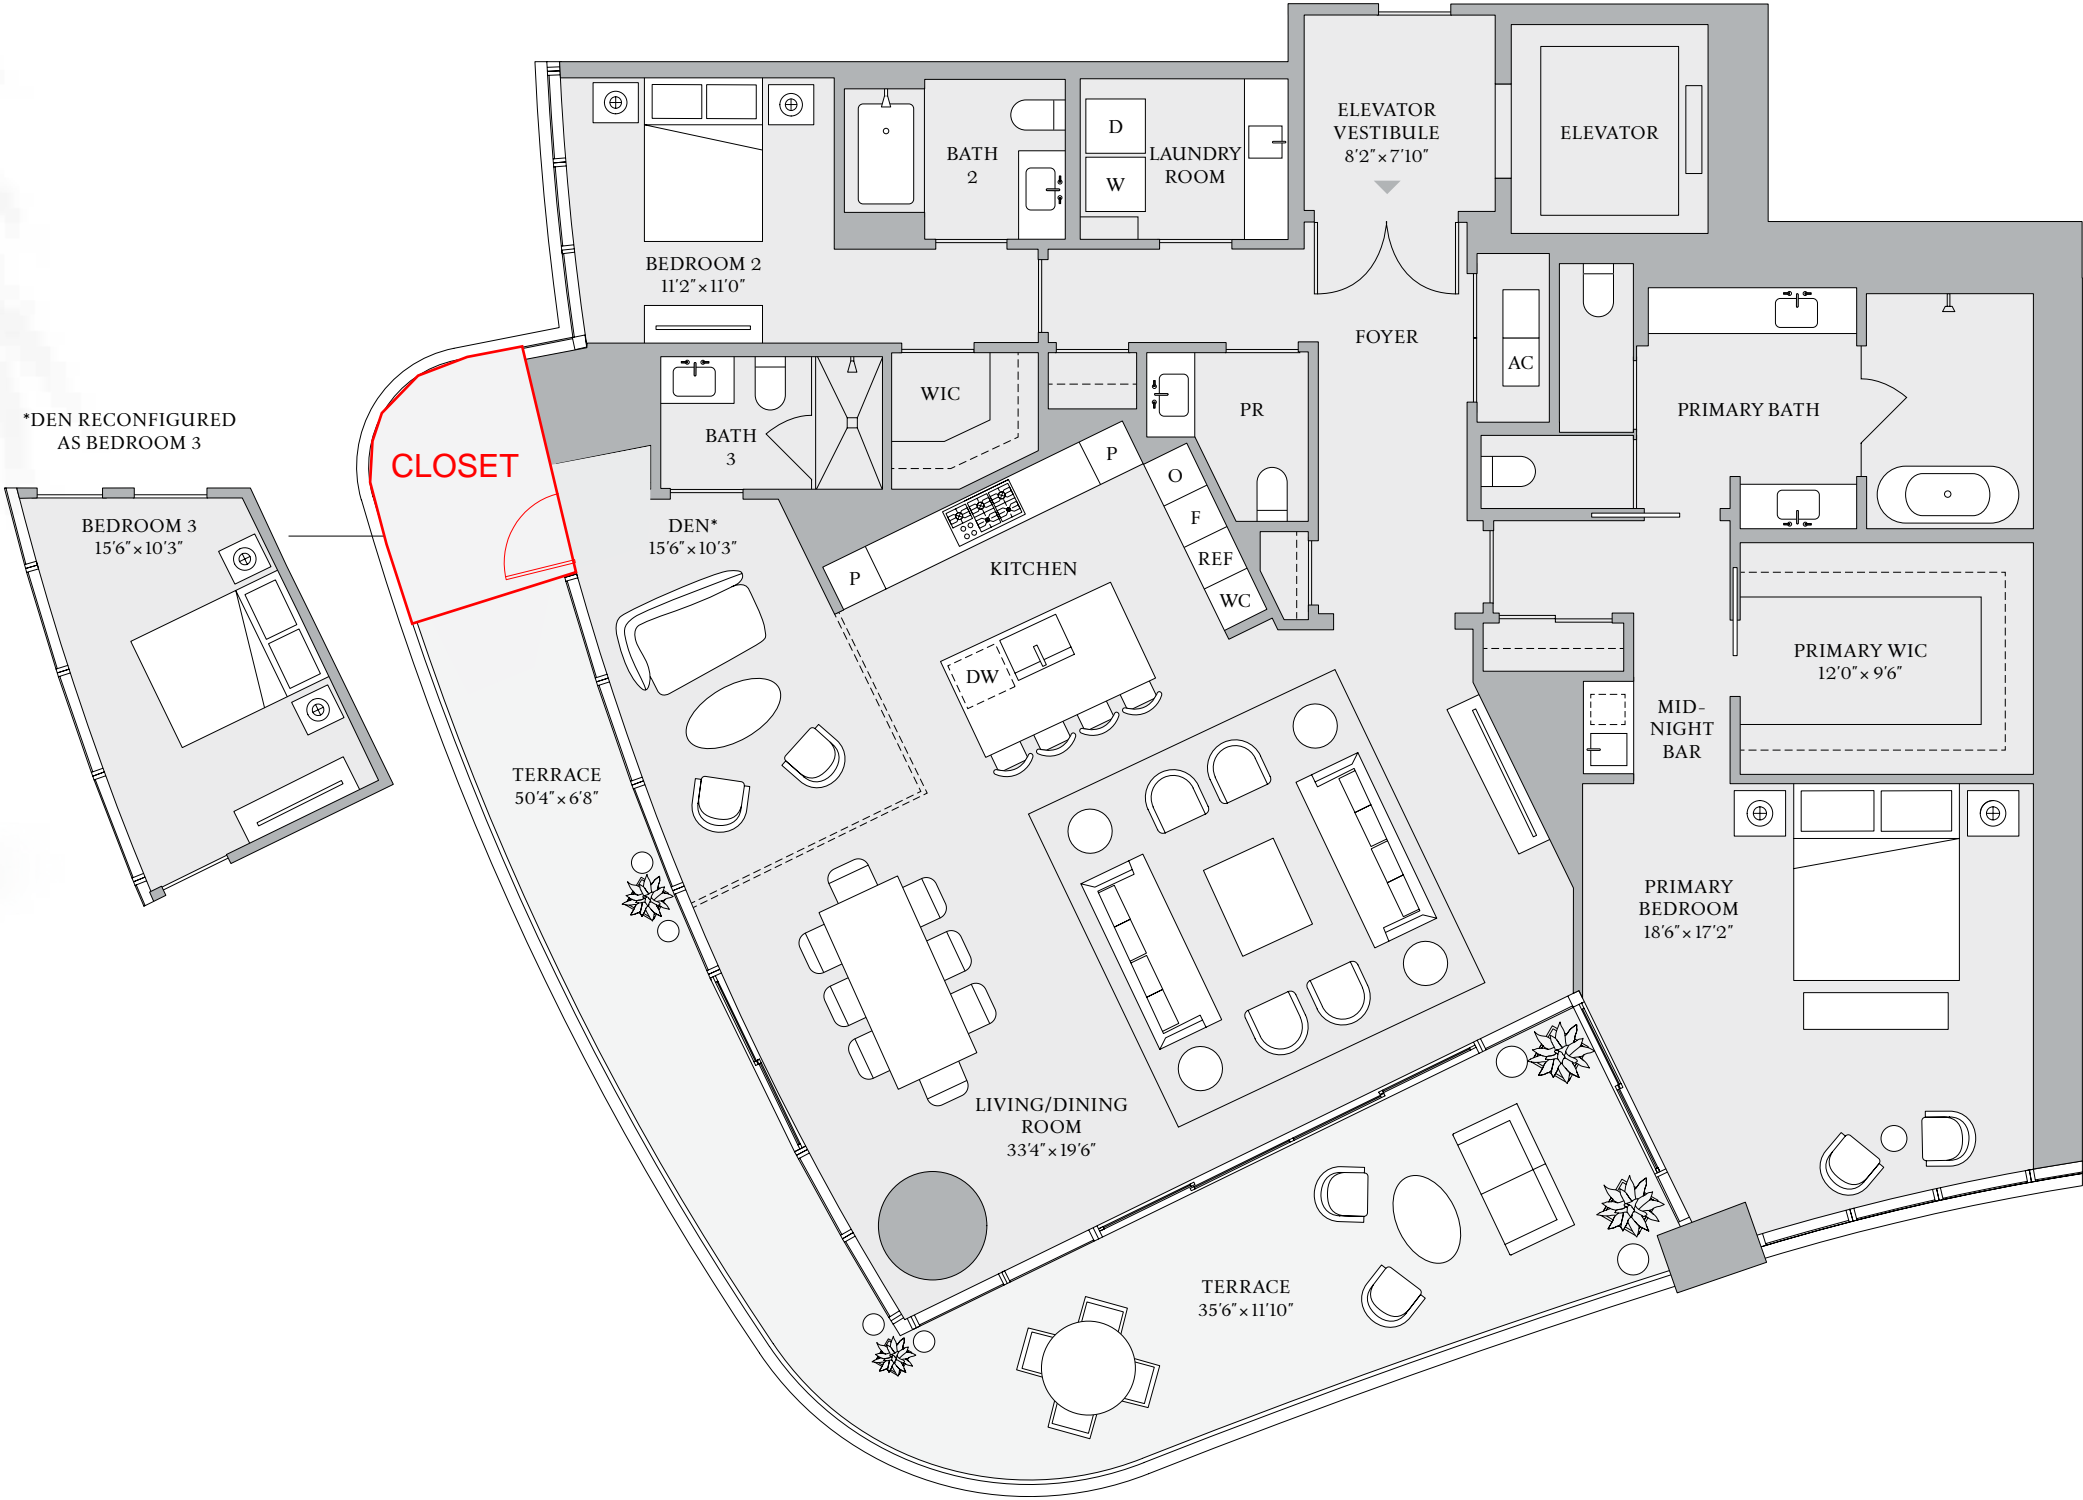 ELEVATOR
VESTIBULE
8'2"×7'10"
ELEVATOR
D
W
LAUNDRY
ROOM
BATH
2
BEDROOM 2
11'2"×11'0"
FOYER
AC
PRIMARY BATH
WIC
PR
BATH
3
CLOSET
*DEN RECONFIGURED
AS BEDROOM 3
BEDROOM 3
15'6"×10'3"
DEN*
15'6"×10'3"
P
P
O
F
REF
WC
KITCHEN
DW
PRIMARY WIC
12'0"×9'6"
MID-
NIGHT
BAR
TERRACE
50'4"×6'8"
PRIMARY
BEDROOM
18'6"×17'2"
LIVING/DINING
ROOM
33'4"×19'6"
TERRACE
35'6"×11'10"